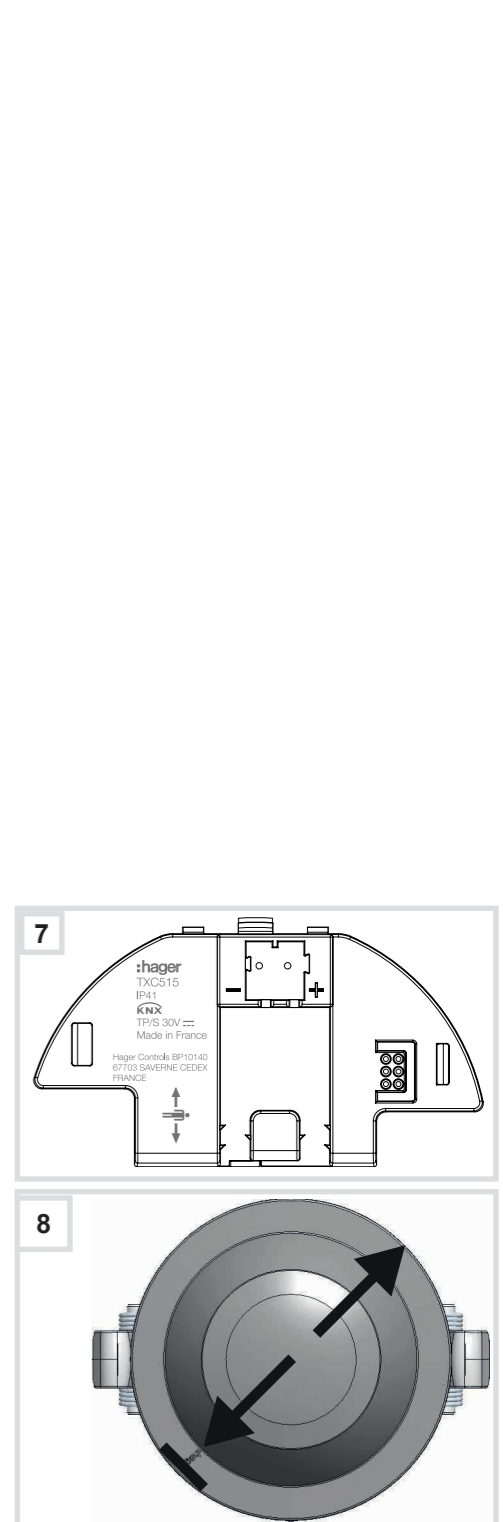 7
:hager
TXC515
IP41
KNX
TP/S 30V
Made in France
Hager Controls BP10140
67703 SAVERNE CEDEX
FRANCE
− +
8